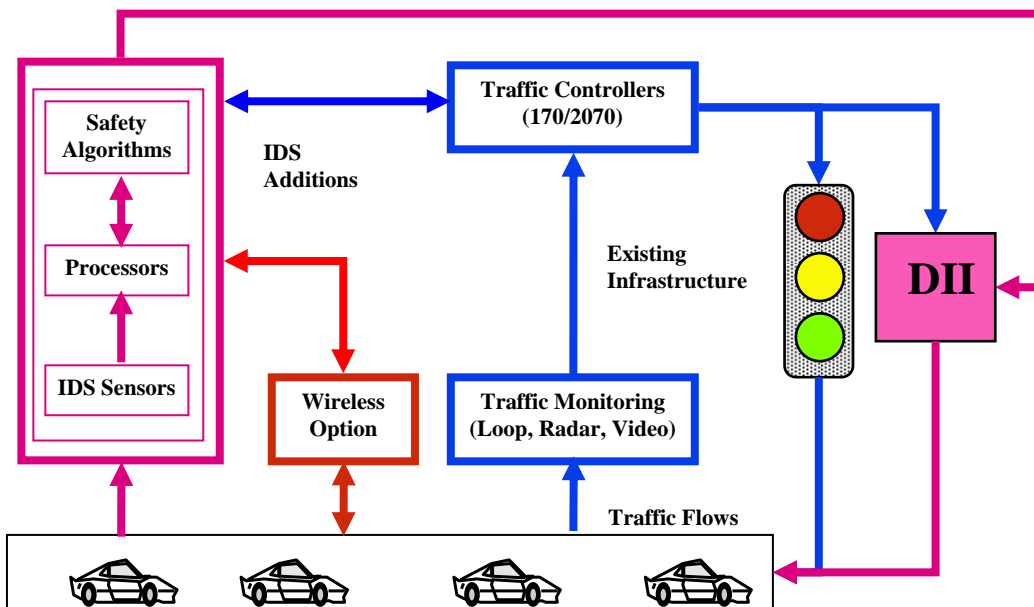 Safety
Algorithms
Processors
IDS Sensors
IDS
Additions
Wireless
Option
Traffic Controllers
(170/2070)
Existing
Infrastructure
Traffic Monitoring
(Loop, Radar, Video)
DII
Traffic Flows